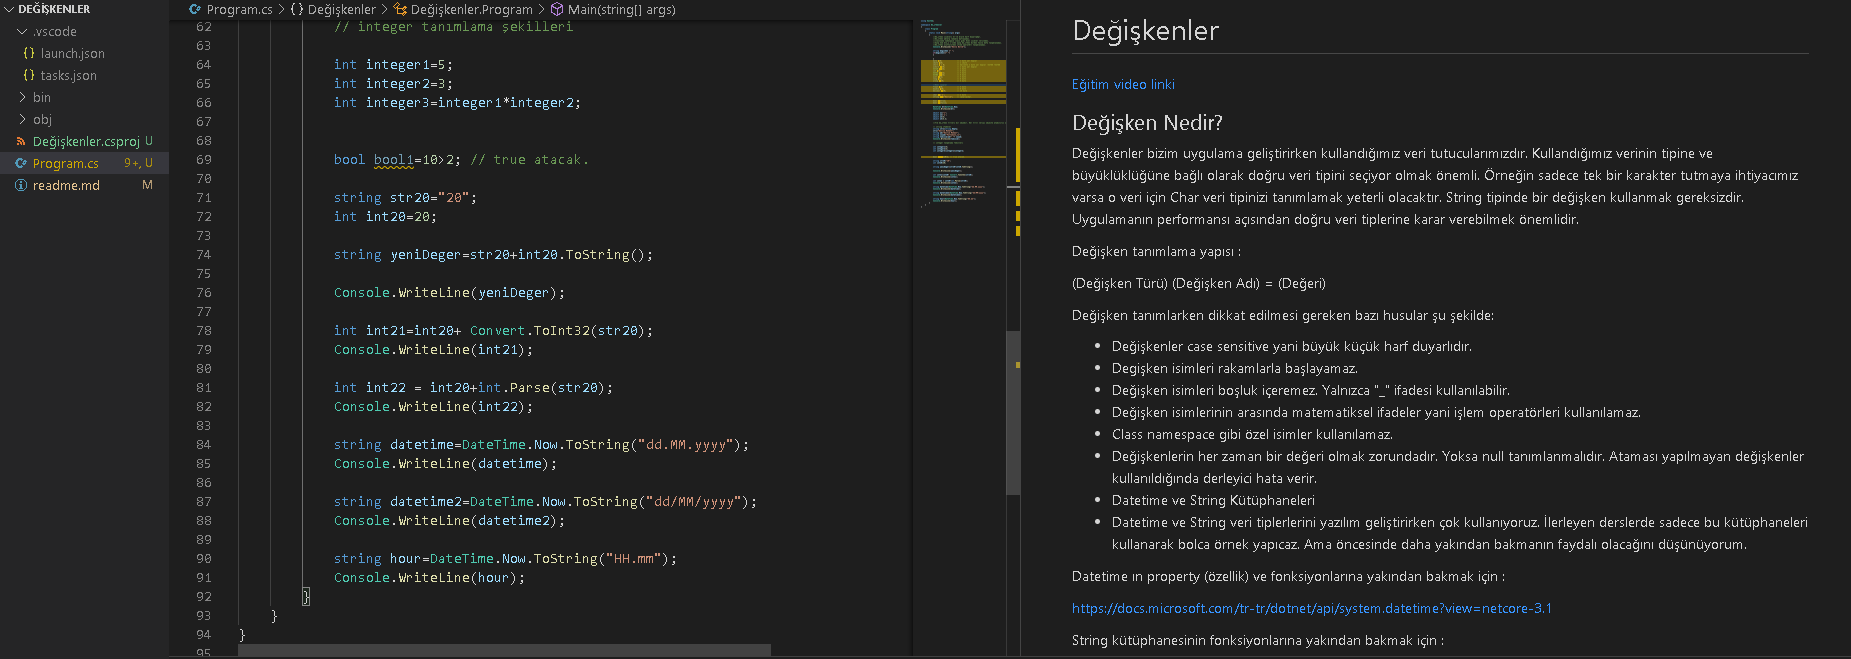 DEĞİŞKENLER
.vscode
{} launch.json
{} tasks.json
bin
obj
Değişkenler.csproj U
Program.cs 9+, U
readme.md M
Program.cs > {} Değişkenler > Değişkenler.Program > Main(string[] args)
62 // integer tanımlama şekilleri
63
64 int integer1=5;
65 int integer2=3;
66 int integer3=integer1*integer2;
67
68
69 bool bool1=10>2; // true atacak.
70
71 string str20="20";
72 int int20=20;
73
74 string yeniDeger=str20+int20.ToString();
75
76 Console.WriteLine(yeniDeger);
77
78 int int21=int20+ Convert.ToInt32(str20);
79 Console.WriteLine(int21);
80
81 int int22 = int20+int.Parse(str20);
82 Console.WriteLine(int22);
83
84 string datetime=DateTime.Now.ToString("dd.MM.yyyy");
85 Console.WriteLine(datetime);
86
87 string datetime2=DateTime.Now.ToString("dd/MM/yyyy");
88 Console.WriteLine(datetime2);
89
90 string hour=DateTime.Now.ToString("HH.mm");
91 Console.WriteLine(hour);
92 }
93 }
94 }
95
Değişkenler
Eğitim video linki
Değişken Nedir?
Değişkenler bizim uygulama geliştirirken kullandığımız veri tutucularımızdır. Kullandığımız verinin tipine ve
büyüklüklüğüne bağlı olarak doğru veri tipini seçiyor olmak önemli. Örneğin sadece tek bir karakter tutmaya ihtiyacımız
varsa o veri için Char veri tipinizi tanımlamak yeterli olacaktır. String tipinde bir değişken kullanmak gereksizdir.
Uygulamanın performansı açısından doğru veri tiplerine karar verebilmek önemlidir.
Değişken tanımlama yapısı :
(Değişken Türü) (Değişken Adı) = (Değeri)
Değişken tanımlarken dikkat edilmesi gereken bazı husular şu şekilde:
• Değişkenler case sensitive yani büyük küçük harf duyarlıdır.
• Degişken isimleri rakamlarla başlayamaz.
• Değişken isimleri boşluk içeremez. Yalnızca "_" ifadesi kullanılabilir.
• Değişken isimlerinin arasında matematiksel ifadeler yani işlem operatörleri kullanılamaz.
• Class namespace gibi özel isimler kullanılamaz.
• Değişkenlerin her zaman bir değeri olmak zorundadır. Yoksa null tanımlanmalıdır. Ataması yapılmayan değişkenler
kullanıldığında derleyici hata verir.
• Datetime ve String Kütüphaneleri
• Datetime ve String veri tiplerlerini yazılım geliştirirken çok kullanıyoruz. İlerleyen derslerde sadece bu kütüphaneleri
kullanarak bolca örnek yapıcaz. Ama öncesinde daha yakından bakmanın faydalı olacağını düşünüyorum.
Datetime ın property (özellik) ve fonksiyonlarına yakından bakmak için :
https://docs.microsoft.com/tr-tr/dotnet/api/system.datetime?view=netcore-3.1
String kütüphanesinin fonksiyonlarına yakından bakmak için :